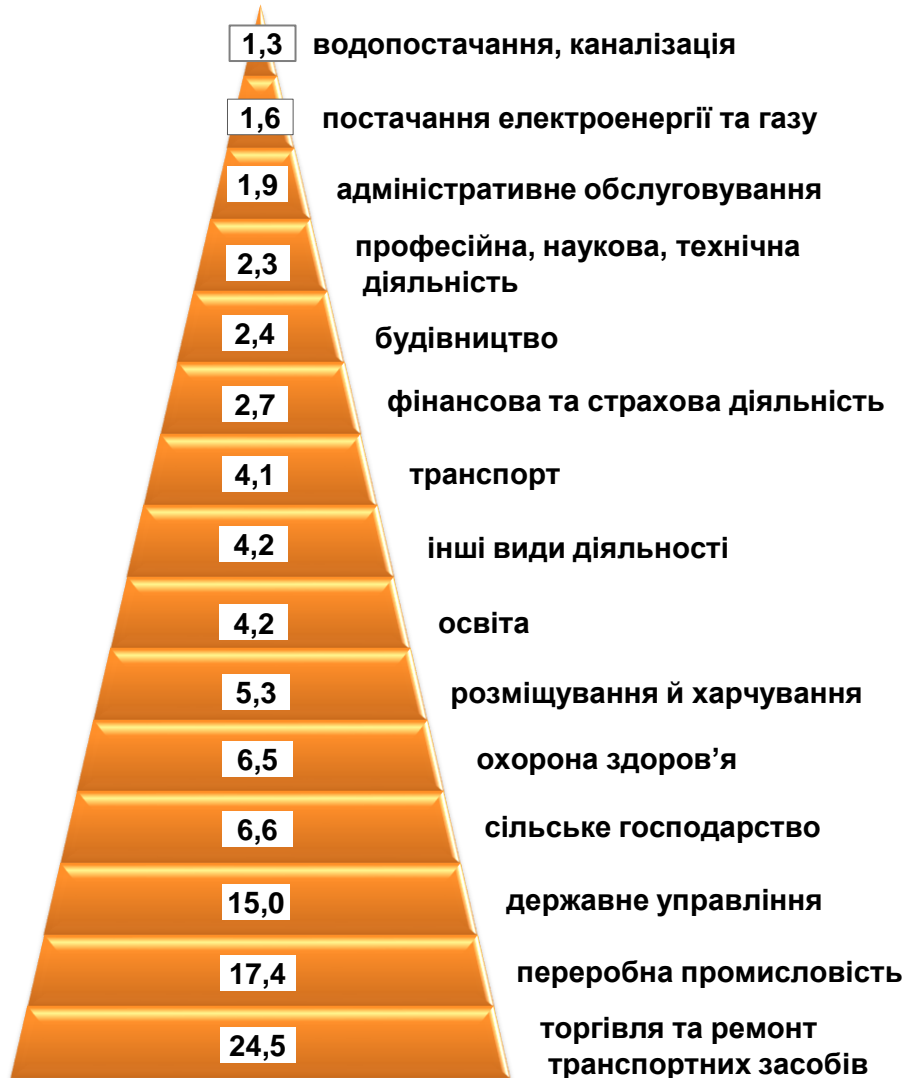 1,3 водопостачання, каналізація
1,6 постачання електроенергії та газу
1,9 адміністративне обслуговування
2,3 професійна, наукова, технічна
діяльність
2,4 будівництво
2,7 фінансова та страхова діяльність
4,1 транспорт
4,2 інші види діяльності
4,2 освіта
5,3 розміщування й харчування
6,5 охорона здоров’я
6,6 сільське господарство
15,0 державне управління
17,4 переробна промисловість
24,5 торгівля та ремонт
транспортних засобів